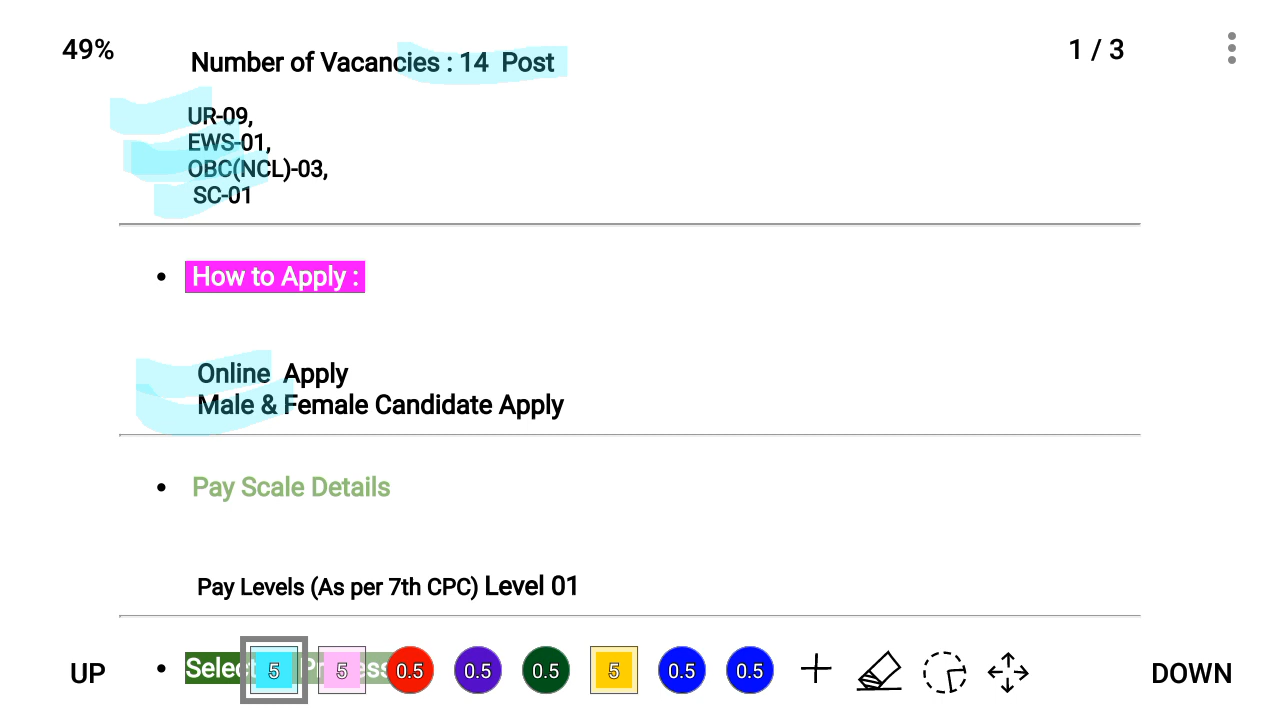 49%
Number of Vacancies : 14 Post
1 / 3
UR-09,
EWS-01,
OBC(NCL)-03,
SC-01
How to Apply :
Online Apply
Male & Female Candidate Apply
Pay Scale Details
Pay Levels (As per 7th CPC) Level 01
UP
5
5
0.5
0.5
0.5
5
0.5
0.5
DOWN